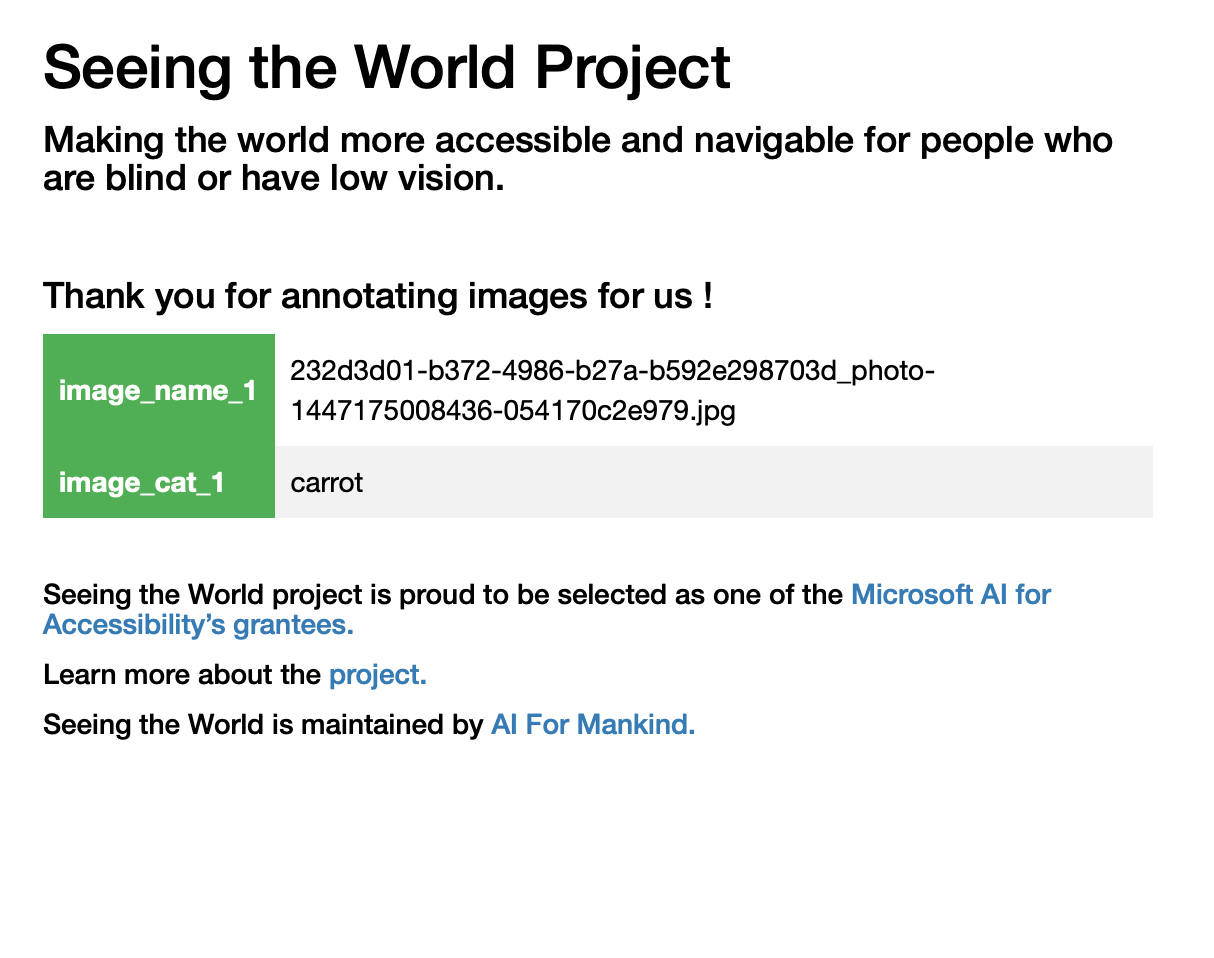 Seeing the World Project
Making the world more accessible and navigable for people who
are blind or have low vision.
Thank you for annotating images for us !
image_name_1
232d3d01-b372-4986-b27a-b592e298703d_photo-
1447175008436-054170c2e979.jpg
image_cat_1
carrot
Seeing the World project is proud to be selected as one of the Microsoft AI for
Accessibility’s grantees.
Learn more about the project.
Seeing the World is maintained by AI For Mankind.